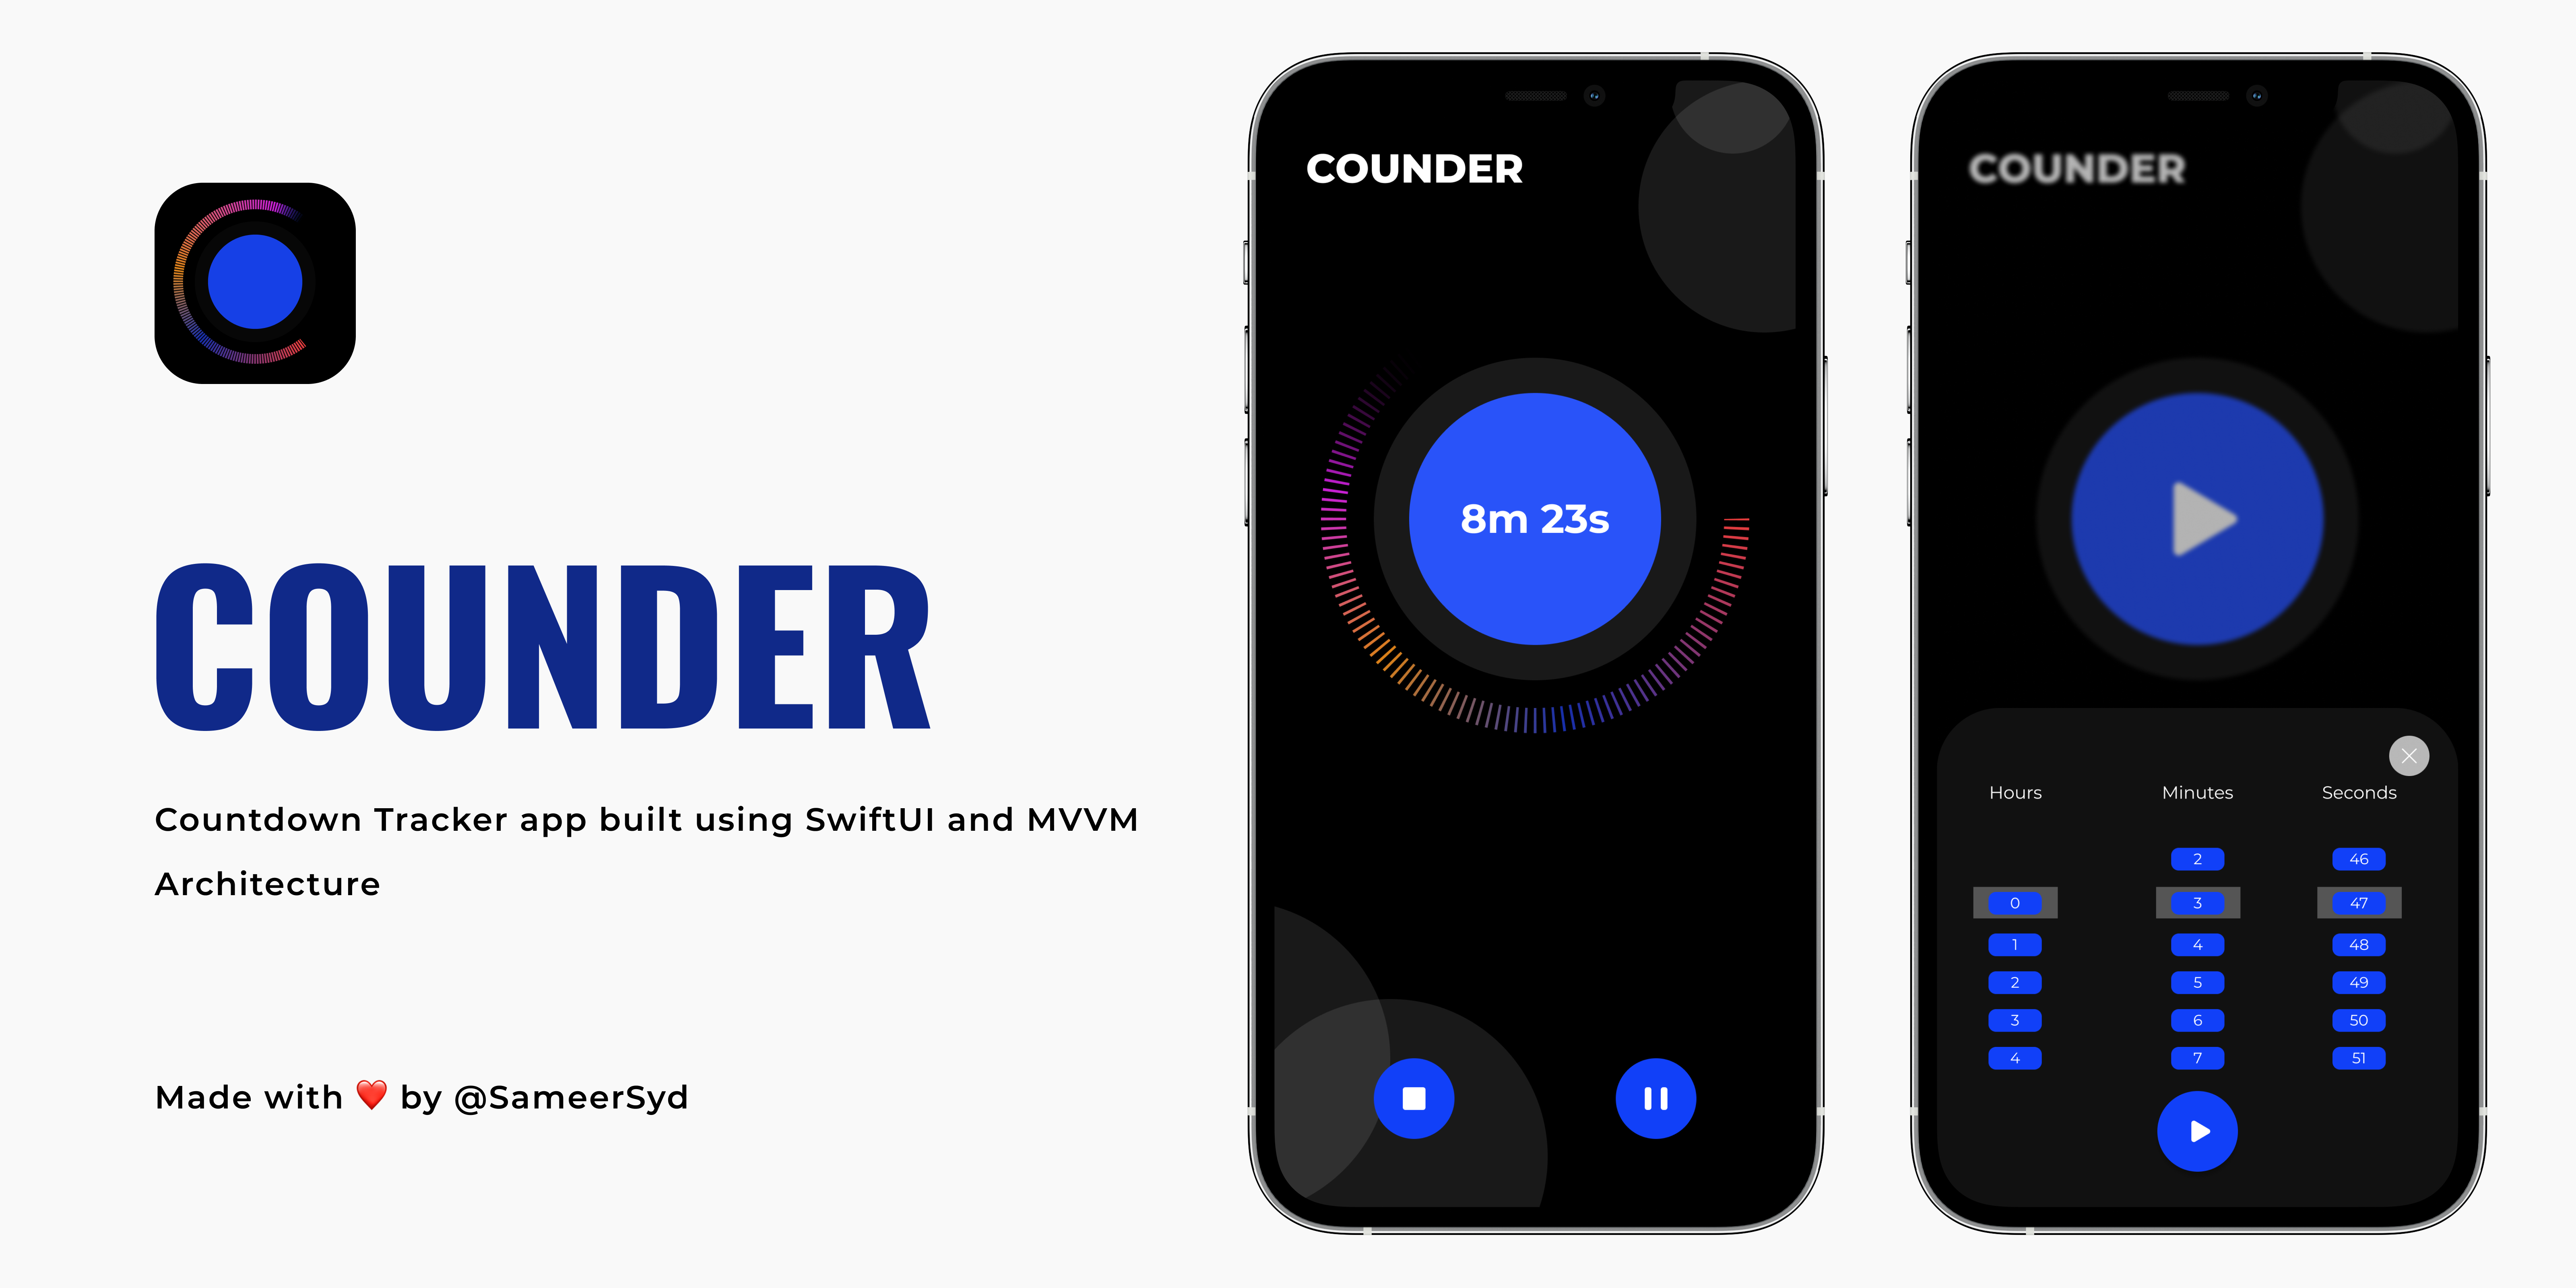 COUNDER
Countdown Tracker app built using SwiftUI and MVVM
Architecture
Made with ❤️ by @SameerSyd
COUNDER
8m 23s
COUNDER
Hours Minutes Seconds
2 46
0 3 47
1 4 48
2 5 49
3 6 50
4 7 51